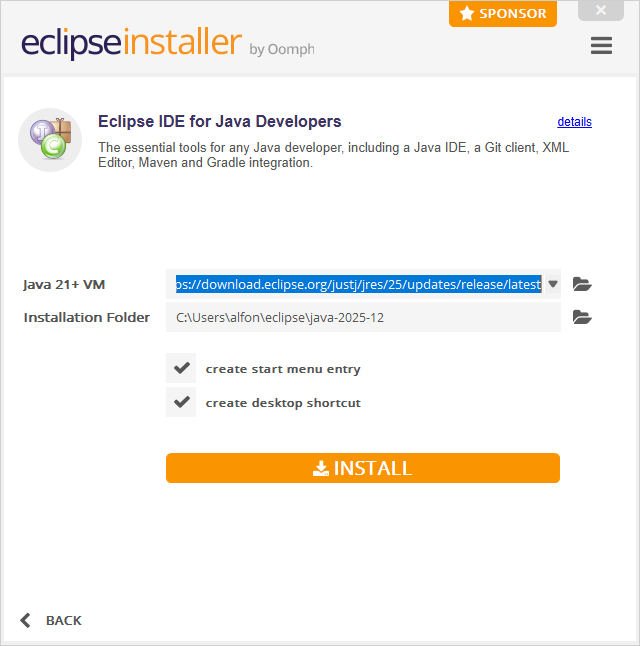 SPONSOR
eclipseinstaller by Oomph
Eclipse IDE for Java Developers details
The essential tools for any Java developer, including a Java IDE, a Git client, XML
Editor, Maven and Gradle integration.
Java 21+ VM ps://download.eclipse.org/justj/jres/25/updates/release/latest
Installation Folder C:\Users\alfon\eclipse\java-2025-12
create start menu entry
create desktop shortcut
INSTALL
BACK